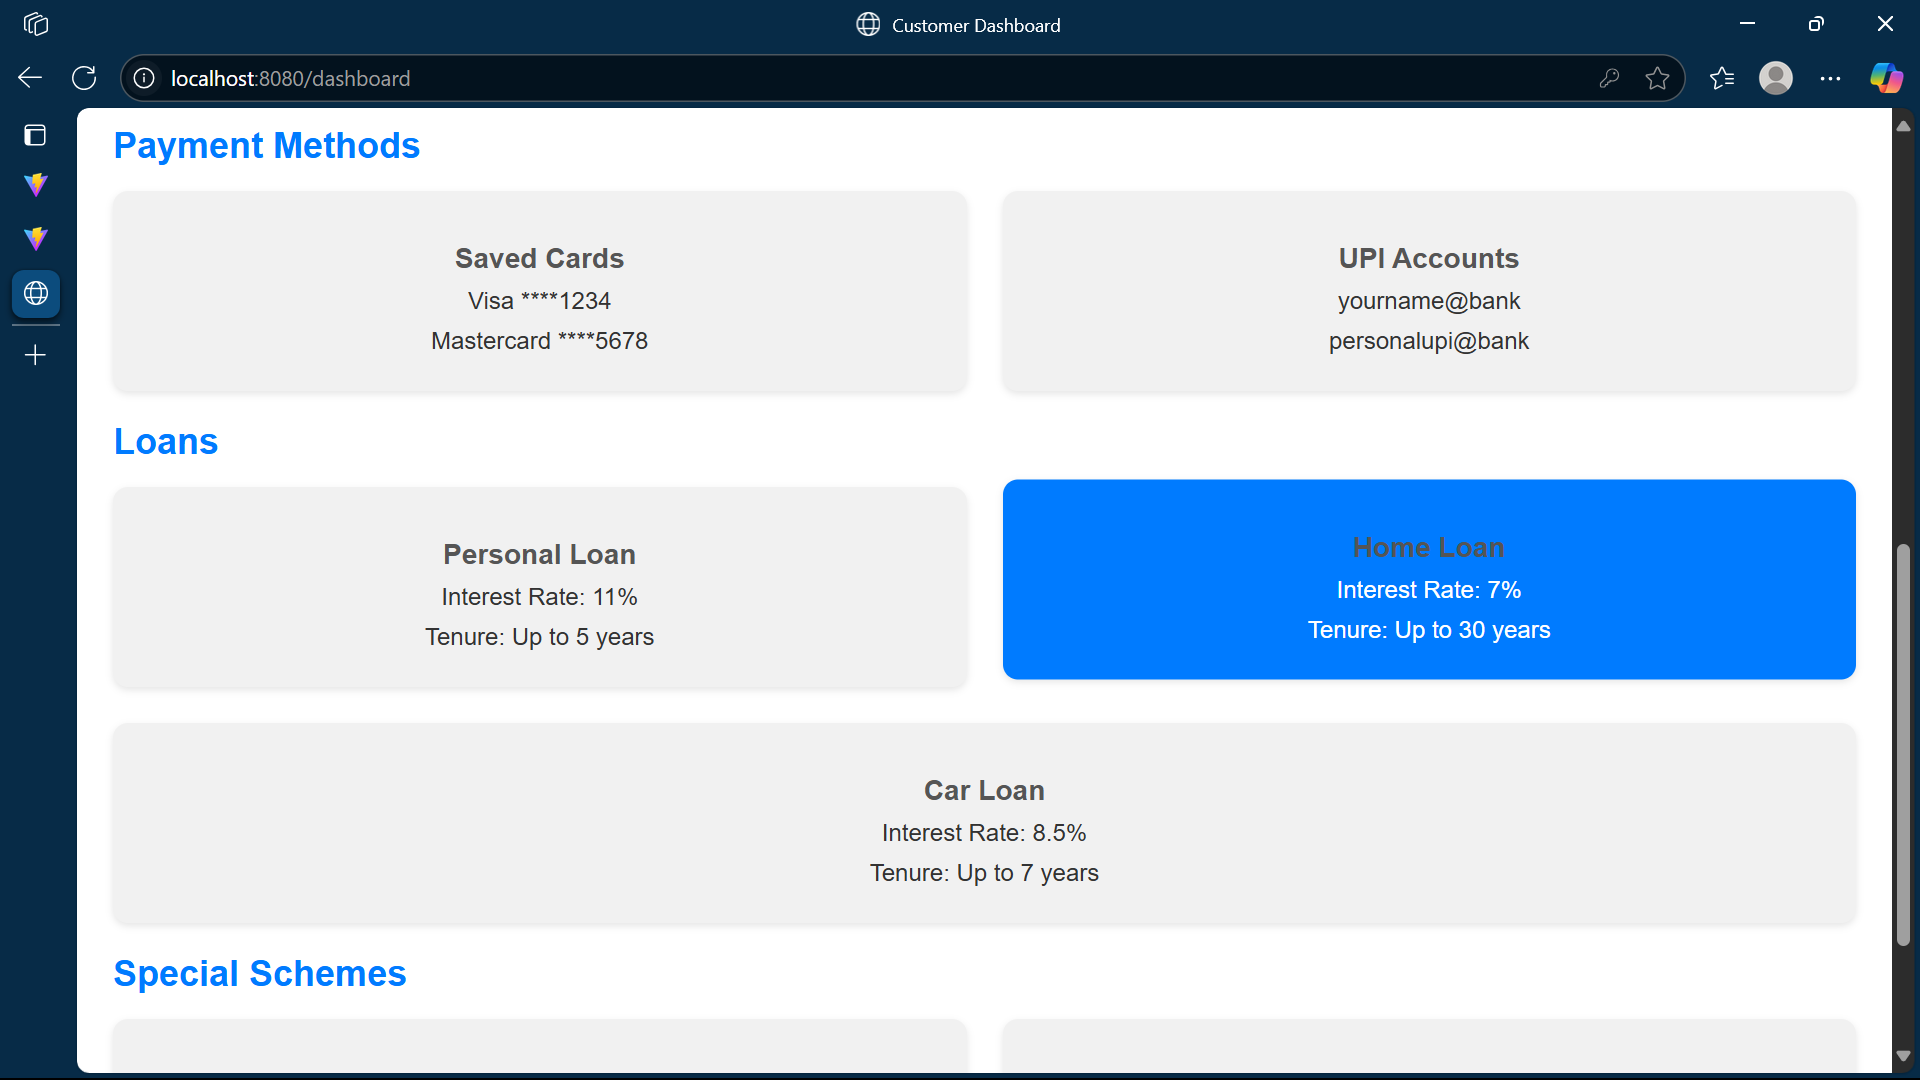 Customer Dashboard
localhost:8080/dashboard
Payment Methods
Saved Cards
Visa ****1234
Mastercard ****5678
UPI Accounts
yourname@bank
personalupi@bank
Loans
Personal Loan
Interest Rate: 11%
Tenure: Up to 5 years
Home Loan
Interest Rate: 7%
Tenure: Up to 30 years
Car Loan
Interest Rate: 8.5%
Tenure: Up to 7 years
Special Schemes